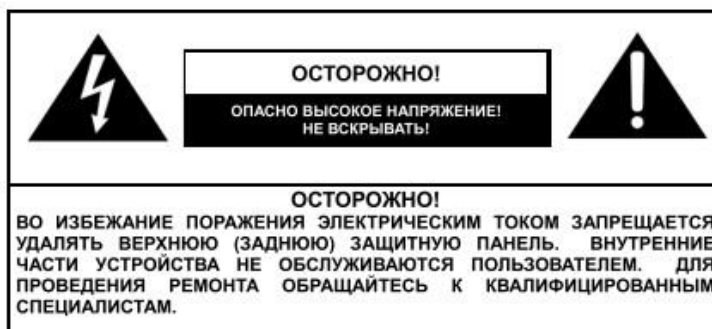 ОСТОРОЖНО!
ОПАСНО ВЫСОКОЕ НАПРЯЖЕНИЕ!
НЕ ВСКРЫВАТЬ!
ОСТОРОЖНО!
ВО ИЗБЕЖАНИЕ ПОРАЖЕНИЯ ЭЛЕКТРИЧЕСКИМ ТОКОМ ЗАПРЕЩАЕТСЯ
УДАЛЯТЬ ВЕРХНЮЮ (ЗАДНЮЮ) ЗАЩИТНУЮ ПАНЕЛЬ. ВНУТРЕННИЕ
ЧАСТИ УСТРОЙСТВА НЕ ОБСЛУЖИВАЮТСЯ ПОЛЬЗОВАТЕЛЕМ. ДЛЯ
ПРОВЕДЕНИЯ РЕМОНТА ОБРАЩАЙТЕСЬ К КВАЛИФИЦИРОВАННЫМ
СПЕЦИАЛИСТАМ.